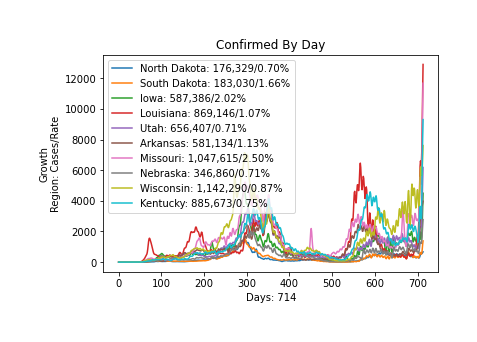 Confirmed By Day
Growth
Region: Cases/Rate
12000
10000
8000
6000
4000
2000
0
North Dakota: 176,329/0.70%
South Dakota: 183,030/1.66%
Iowa: 587,386/2.02%
Louisiana: 869,146/1.07%
Utah: 656,407/0.71%
Arkansas: 581,134/1.13%
Missouri: 1,047,615/2.50%
Nebraska: 346,860/0.71%
Wisconsin: 1,142,290/0.87%
Kentucky: 885,673/0.75%
0 100 200 300 400 500 600 700
Days: 714